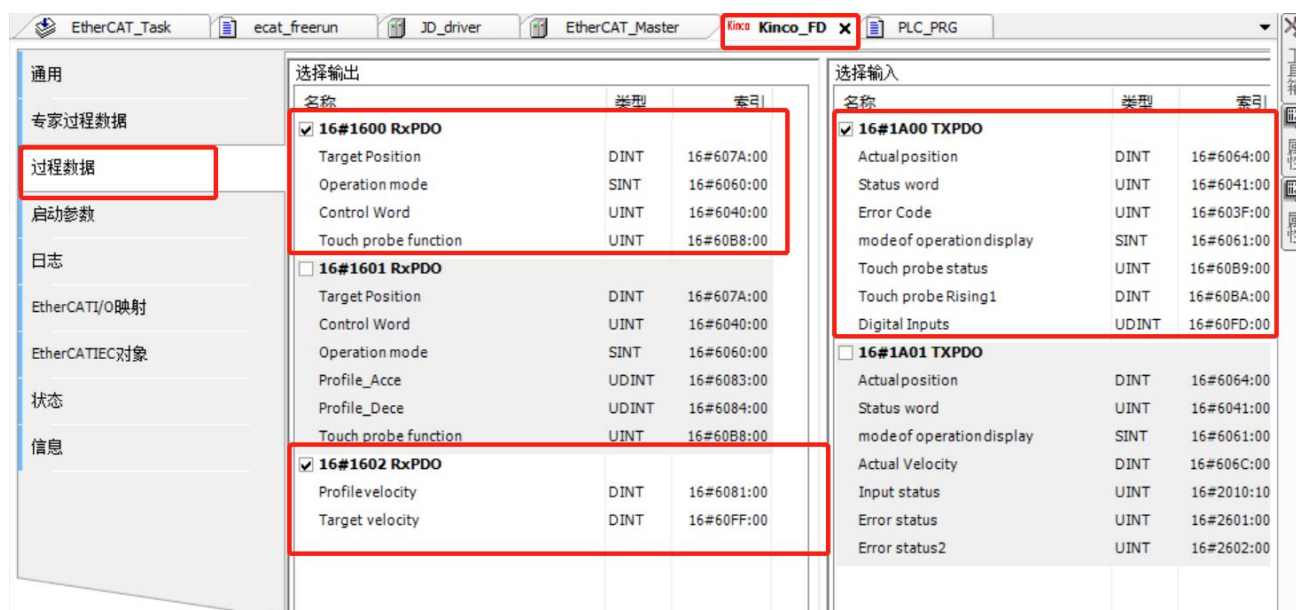 EtherCAT_Task
ecat_freerun
JD_driver
EtherCAT_Master
Kinco Kinco_FD
PLC_PRG
通用
专家过程数据
过程数据
启动参数
日志
EtherCATI/O映射
EtherCATIEC对象
状态
信息
选择输出
名称 类型 索引
16#1600 RxPDO
Target Position DINT 16#607A:00
Operation mode SINT 16#6060:00
Control Word UINT 16#6040:00
Touch probe function UINT 16#60B8:00
16#1601 RxPDO
Target Position DINT 16#607A:00
Control Word UINT 16#6040:00
Operation mode SINT 16#6060:00
Profile_Acce UDINT 16#6083:00
Profile_Dece UDINT 16#6084:00
Touch probe function UINT 16#60B8:00
16#1602 RxPDO
Profilevelocity DINT 16#6081:00
Target velocity DINT 16#60FF:00
选择输入
名称 类型 索引
16#1A00 TXPDO
Actualposition DINT 16#6064:00
Status word UINT 16#6041:00
Error Code UINT 16#603F:00
mode of operation display SINT 16#6061:00
Touch probe status UINT 16#60B9:00
Touch probe Rising1 DINT 16#60BA:00
Digital Inputs UDINT 16#60FD:00
16#1A01 TXPDO
Actualposition DINT 16#6064:00
Status word UINT 16#6041:00
mode of operation display SINT 16#6061:00
Actual Velocity DINT 16#606C:00
Input status UINT 16#2010:10
Error status UINT 16#2601:00
Error status2 UINT 16#2602:00